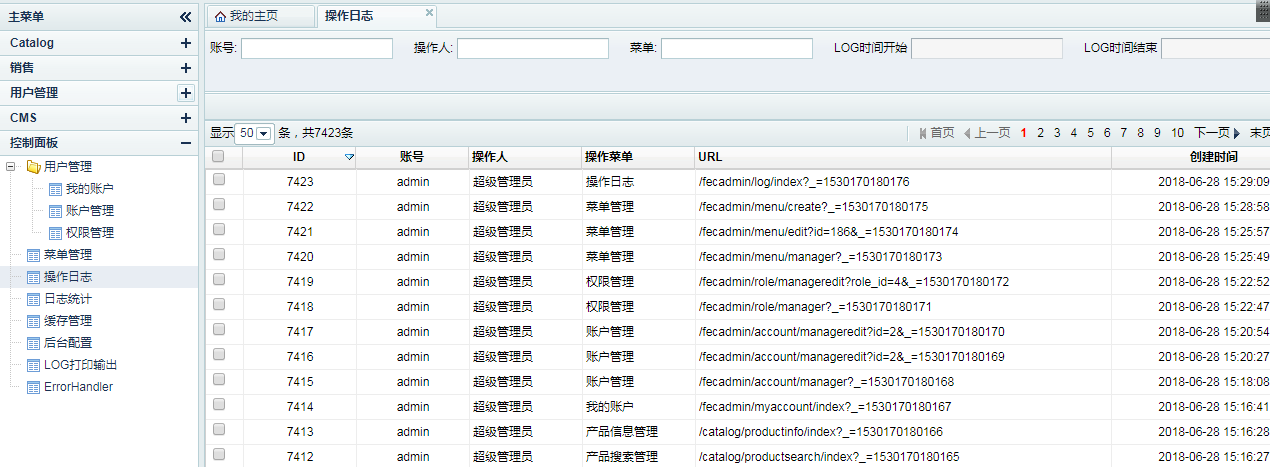 主菜单
Catalog
销售
用户管理
CMS
控制面板
用户管理
我的账户
账户管理
权限管理
菜单管理
操作日志
日志统计
缓存管理
后台配置
LOG打印输出
ErrorHandler
我的主页 操作日志
账号: 操作人: 菜单: LOG时间开始 LOG时间结束
显示 50 条，共7423条 首页 上一页 1 2 3 4 5 6 7 8 9 10 下一页 末页
ID 账号 操作人 操作菜单 URL 创建时间
7423 admin 超级管理员 操作日志 /fecadmin/log/index?_=1530170180176 2018-06-28 15:29:09
7422 admin 超级管理员 菜单管理 /fecadmin/menu/create?_=1530170180175 2018-06-28 15:28:58
7421 admin 超级管理员 菜单管理 /fecadmin/menu/edit?id=186&_=1530170180174 2018-06-28 15:25:57
7420 admin 超级管理员 菜单管理 /fecadmin/menu/manager?_=1530170180173 2018-06-28 15:25:49
7419 admin 超级管理员 权限管理 /fecadmin/role/manageredit?role_id=4&_=1530170180172 2018-06-28 15:22:52
7418 admin 超级管理员 权限管理 /fecadmin/role/manager?_=1530170180171 2018-06-28 15:22:47
7417 admin 超级管理员 账户管理 /fecadmin/account/manageredit?id=2&_=1530170180170 2018-06-28 15:20:54
7416 admin 超级管理员 账户管理 /fecadmin/account/manageredit?id=2&_=1530170180169 2018-06-28 15:20:27
7415 admin 超级管理员 账户管理 /fecadmin/account/manager?_=1530170180168 2018-06-28 15:18:08
7414 admin 超级管理员 我的账户 /fecadmin/myaccount/index?_=1530170180167 2018-06-28 15:16:41
7413 admin 超级管理员 产品信息管理 /catalog/productinfo/index?_=1530170180166 2018-06-28 15:16:28
7412 admin 超级管理员 产品搜索管理 /catalog/productsearch/index?_=1530170180165 2018-06-28 15:16:27